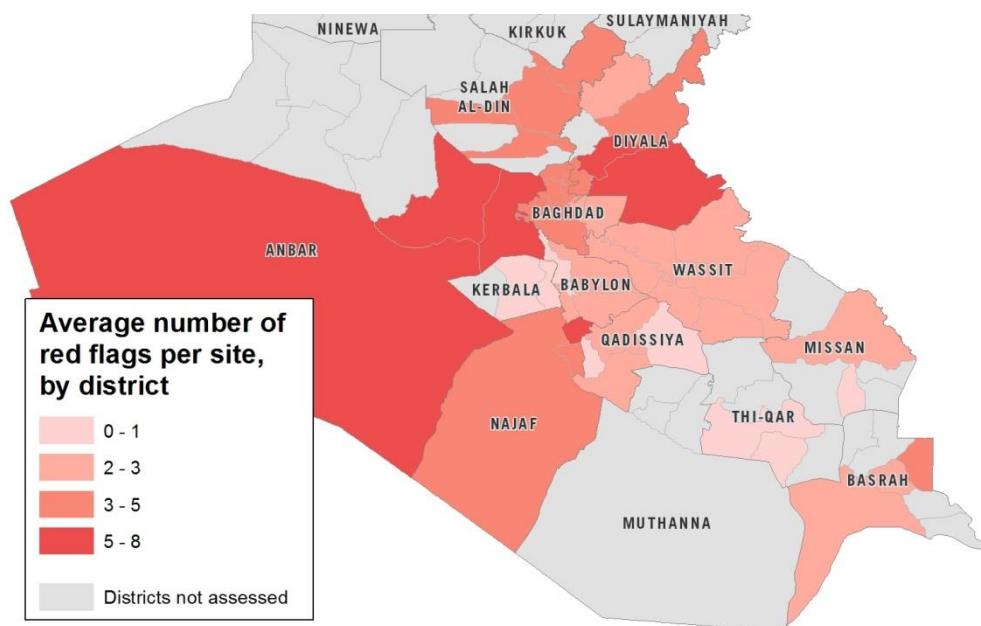 NINEWA
KIRKUK
SULAYMANIYAH
SALAH
AL-DIN
DIYALA
BAGHDAD
ANBAR
WASSIT
KERBALA
BABYLON
QADISSIYA
MISSAN
NAJAF
THI-QAR
BASRAH
MUTHANNA
Average number of
red flags per site,
by district
0 - 1
2 - 3
3 - 5
5 - 8
Districts not assessed